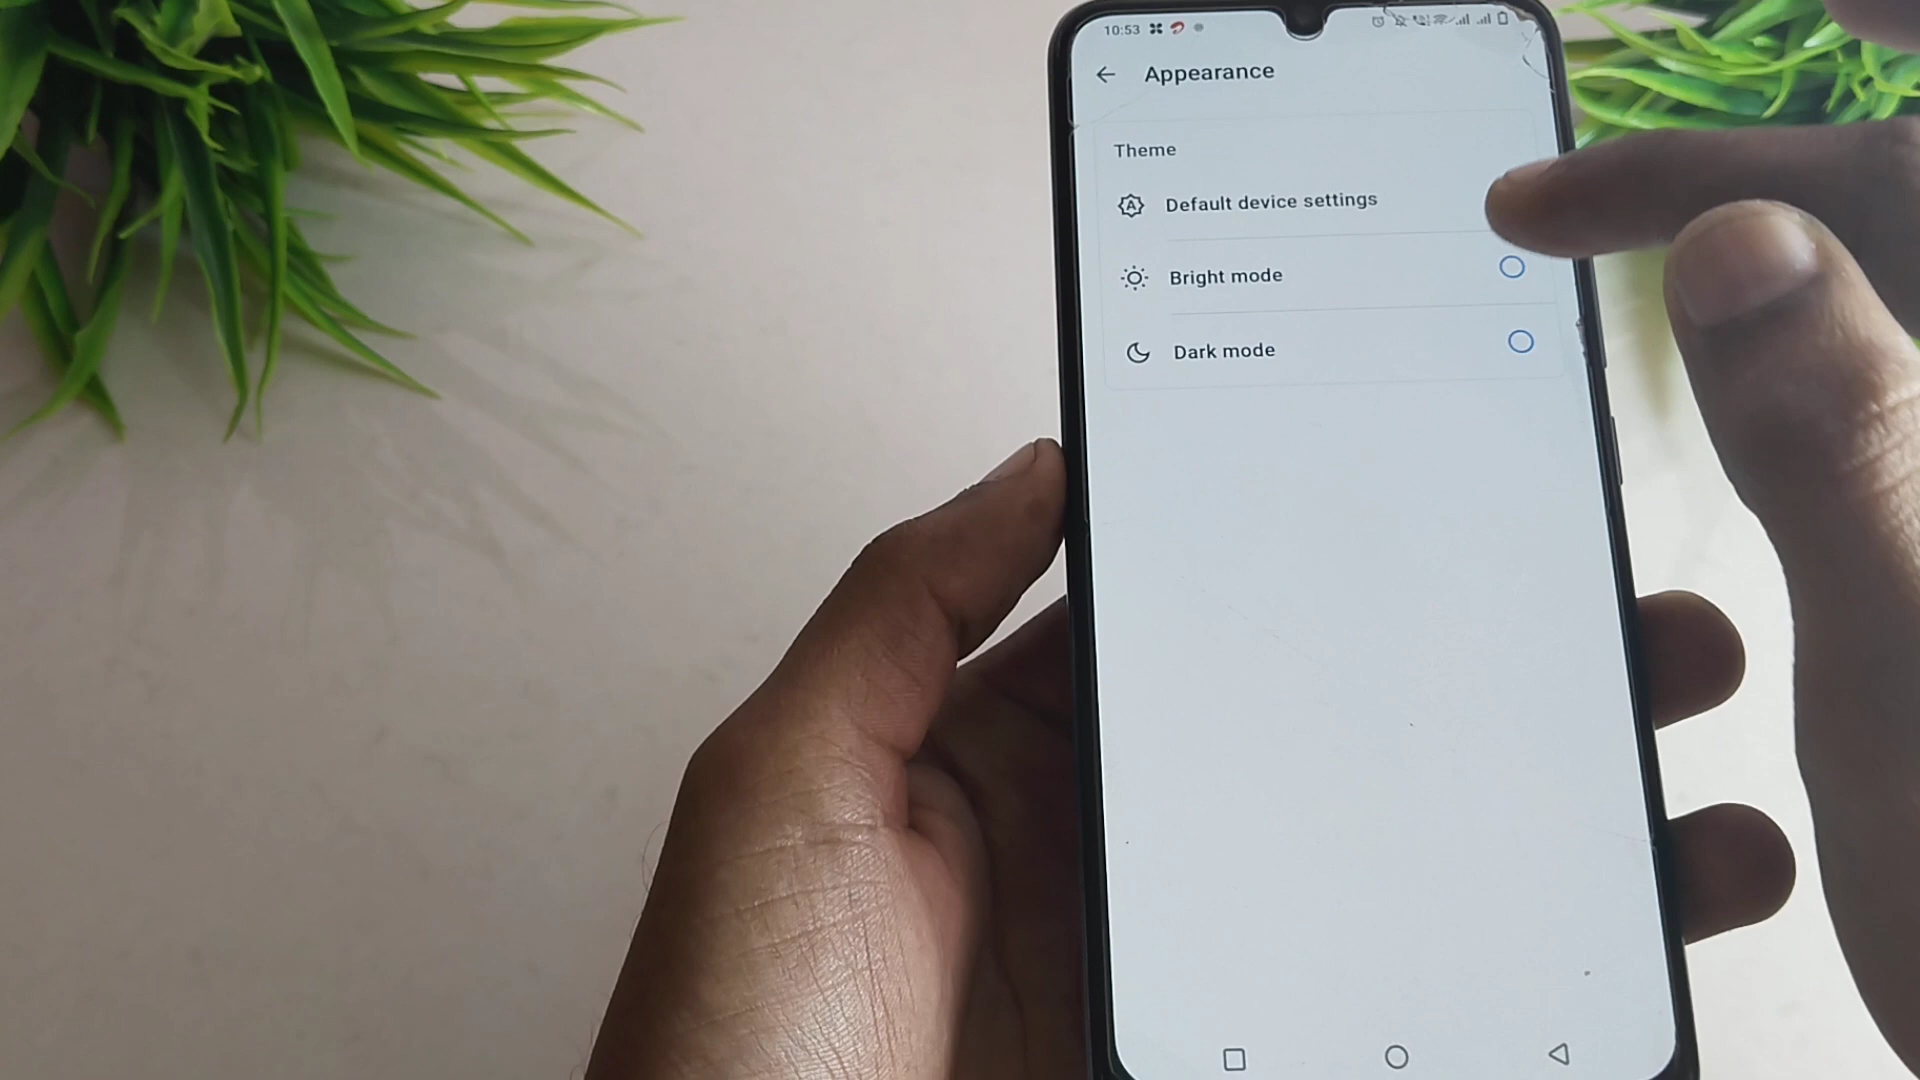 10:53
Appearance
Theme
Default device settings
Bright mode
Dark mode